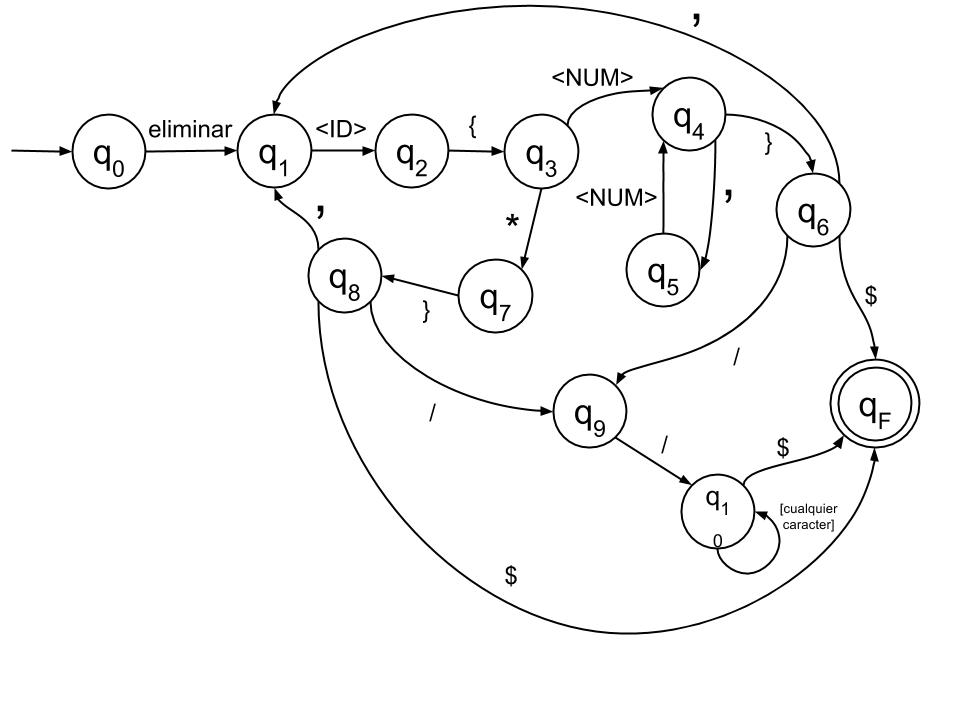 ,
<NUM>
eliminar
<ID>
{
q0
q1
q2
q3
q4
}
<NUM>
,
*
,
q5
q6
q8
q7
}
$
/
/
q9
qF
/
$
q1
0
[cualquier
caracter]
$